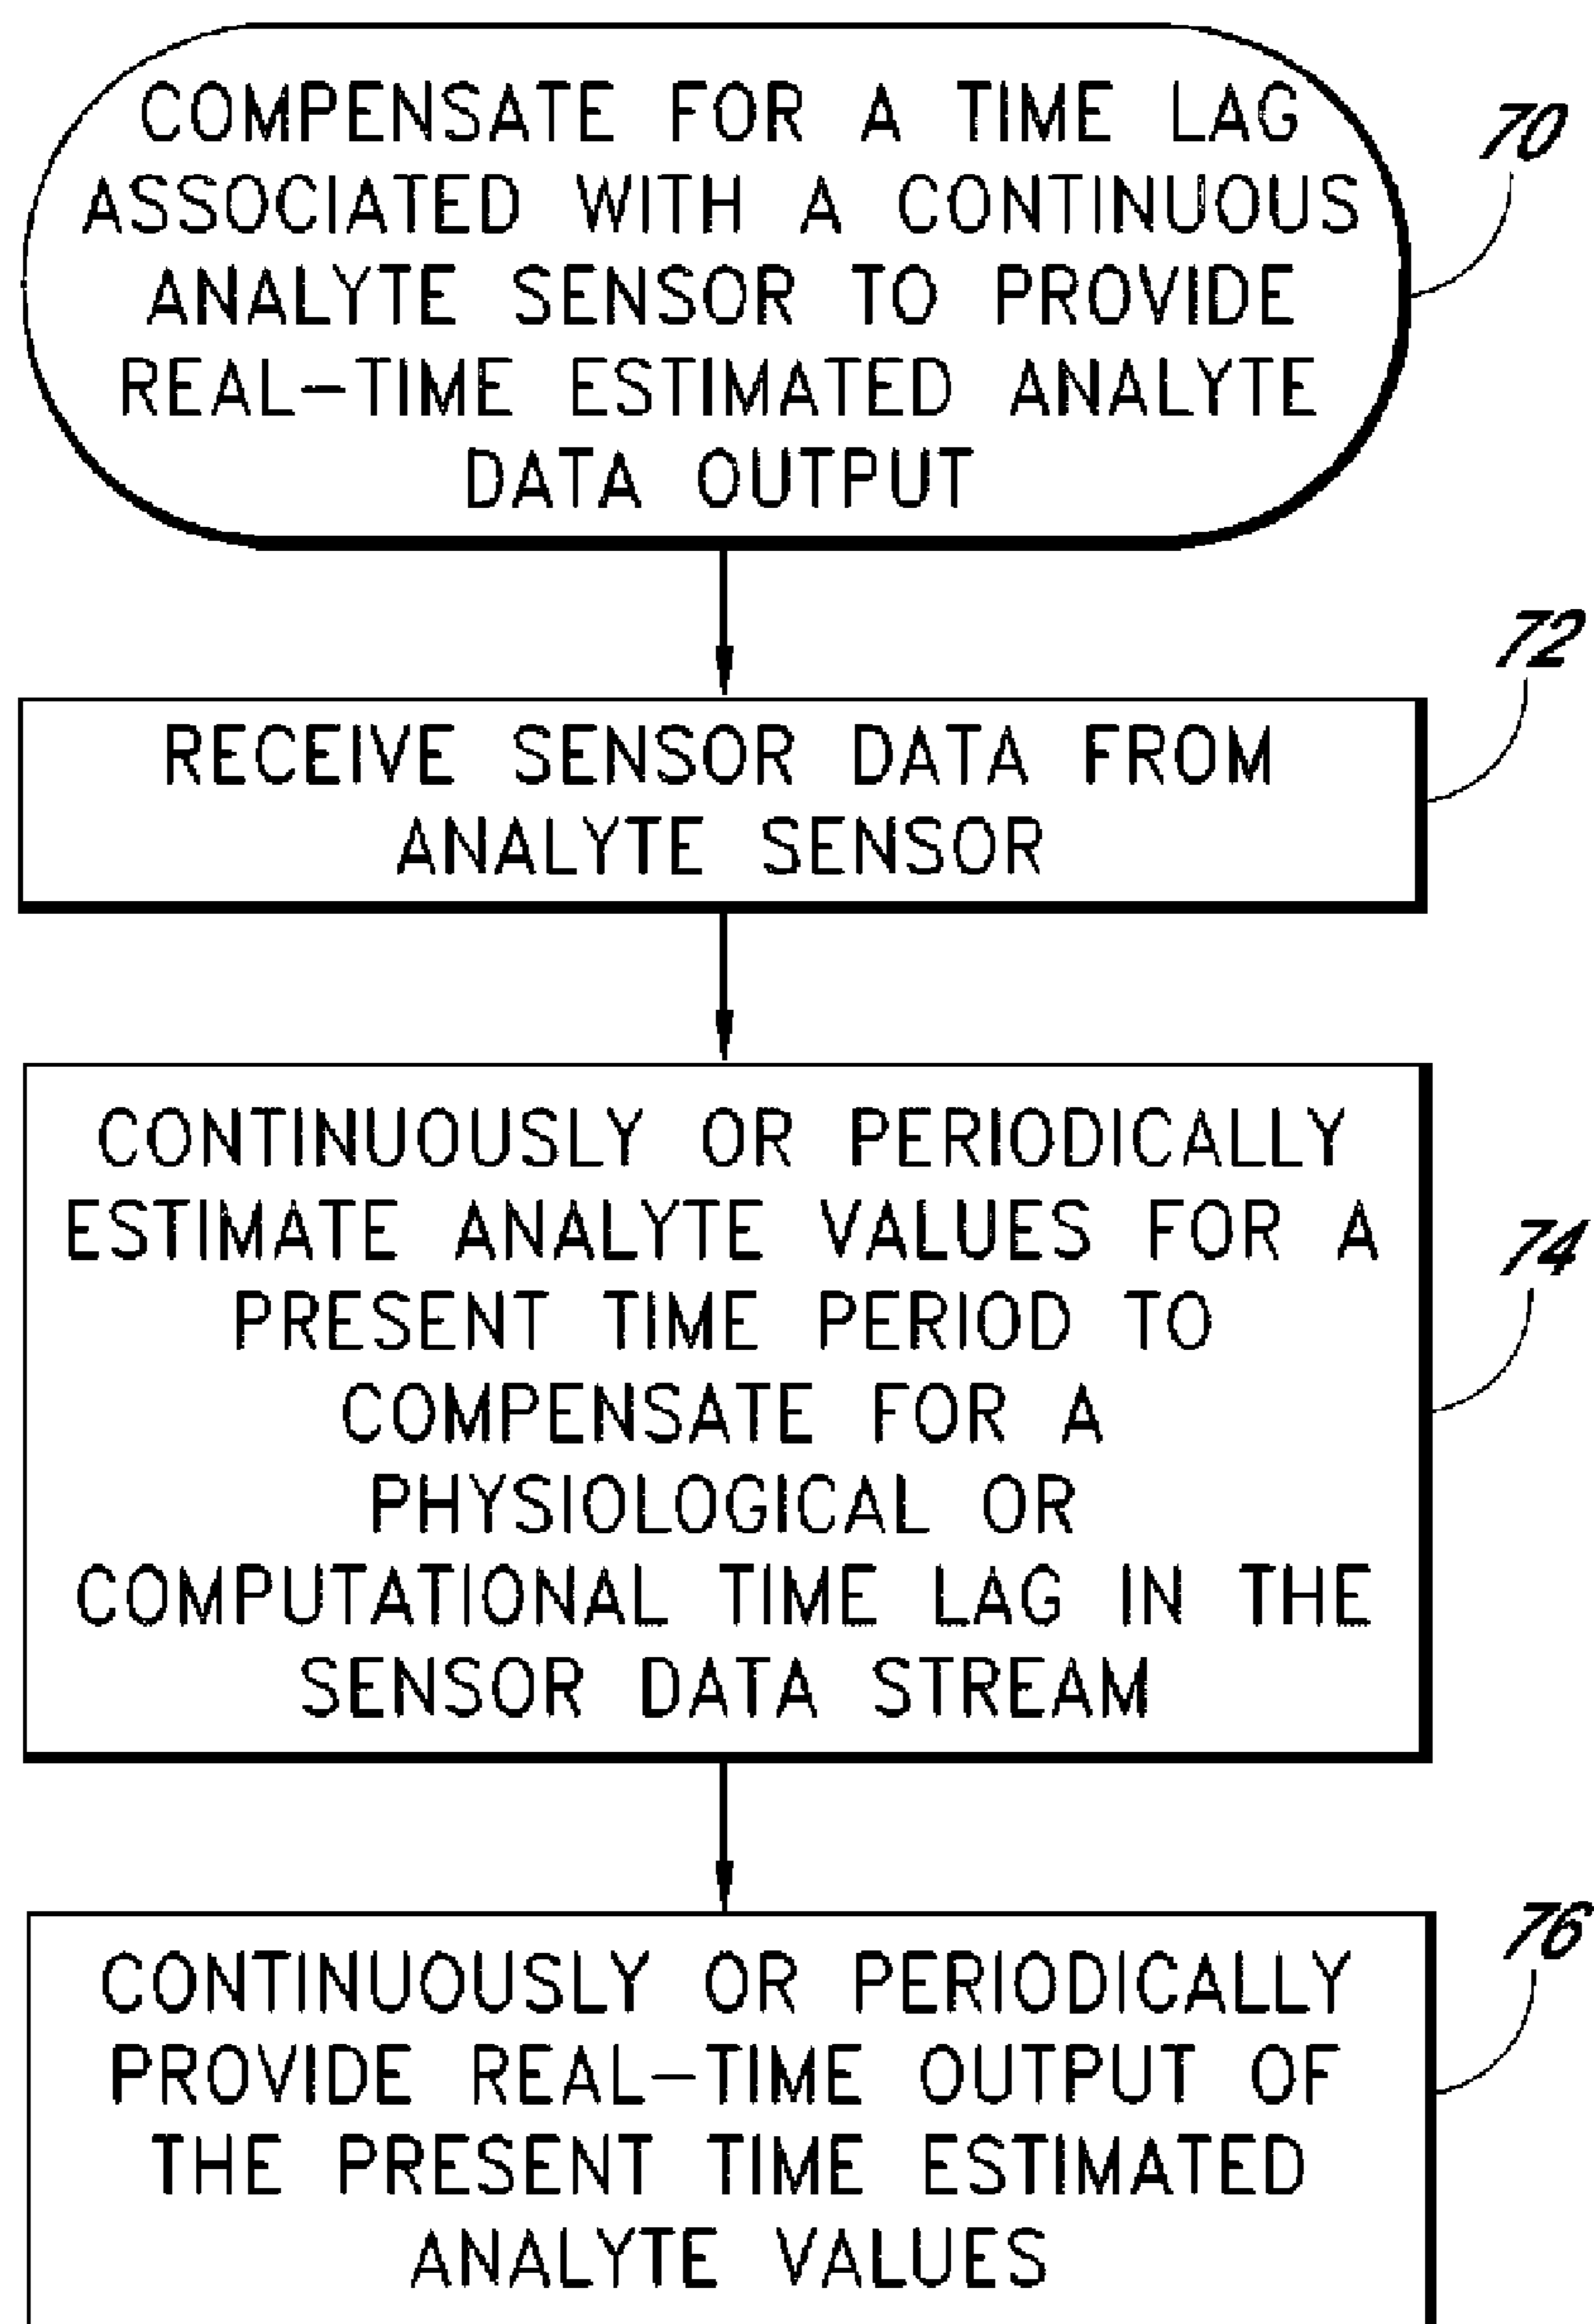 COMPENSATE FOR A TIME LAG
ASSOCIATED WITH A CONTINUOUS
ANALYTE SENSOR TO PROVIDE
REAL-TIME ESTIMATED ANALYTE
DATA OUTPUT
70
72
RECEIVE SENSOR DATA FROM
ANALYTE SENSOR
CONTINUOUSLY OR PERIODICALLY
ESTIMATE ANALYTE VALUES FOR A
PRESENT TIME PERIOD TO
COMPENSATE FOR A
PHYSIOLOGICAL OR
COMPUTATIONAL TIME LAG IN THE
SENSOR DATA STREAM
74
76
CONTINUOUSLY OR PERIODICALLY
PROVIDE REAL-TIME OUTPUT OF
THE PRESENT TIME ESTIMATED
ANALYTE VALUES